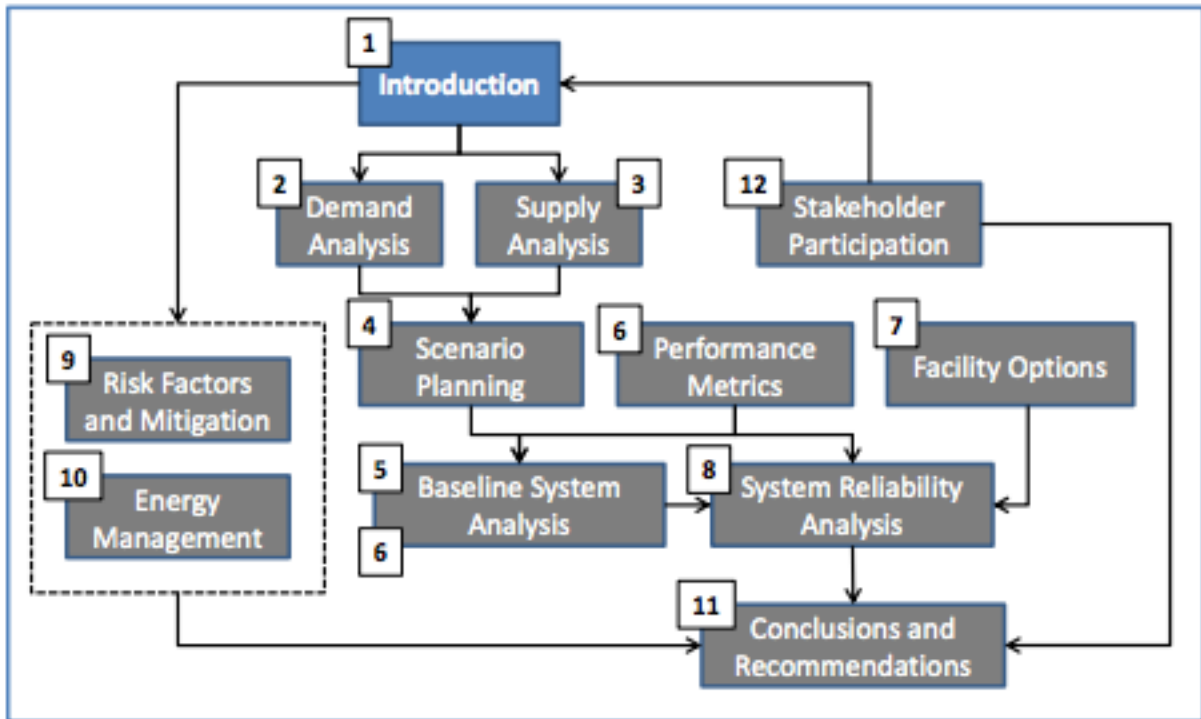 1
Introduction
2
Demand
Analysis
3
Supply
Analysis
12
Stakeholder
Participation
4
Scenario
Planning
6
Performance
Metrics
7
Facility Options
9
Risk Factors
and Mitigation
10
Energy
Management
5
Baseline System
Analysis
6
8
System Reliability
Analysis
11
Conclusions and
Recommendations